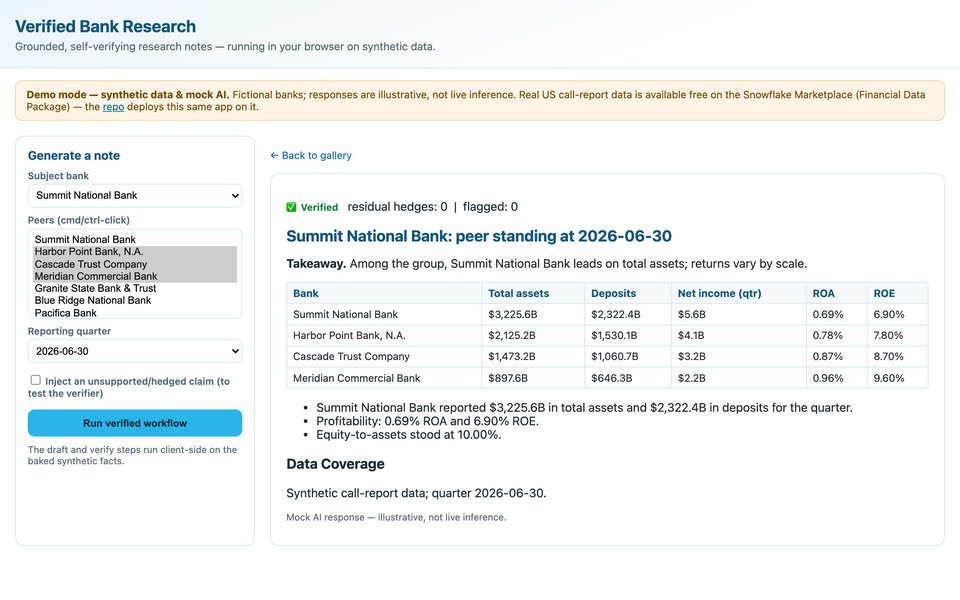 Verified Bank Research
Grounded, self-verifying research notes — running in your browser on synthetic data.
Demo mode — synthetic data & mock AI. Fictional banks; responses are illustrative, not live inference. Real US call-report data is available free on the Snowflake Marketplace (Financial Data
Package) — the repo deploys this same app on it.
Generate a note
Subject bank
Summit National Bank
Peers (cmd/ctrl-click)
Summit National Bank
Harbor Point Bank, N.A.
Cascade Trust Company
Meridian Commercial Bank
Granite State Bank & Trust
Blue Ridge National Bank
Pacifica Bank
Reporting quarter
2026-06-30
Inject an unsupported/hedged claim (to
test the verifier)
Run verified workflow
The draft and verify steps run client-side on the
baked synthetic facts.
← Back to gallery
✅ Verified residual hedges: 0 | flagged: 0
Summit National Bank: peer standing at 2026-06-30
Takeaway. Among the group, Summit National Bank leads on total assets; returns vary by scale.
Bank Total assets Deposits Net income (qtr) ROA ROE
Summit National Bank $3,225.6B $2,322.4B $5.6B 0.69% 6.90%
Harbor Point Bank, N.A. $2,125.2B $1,530.1B $4.1B 0.78% 7.80%
Cascade Trust Company $1,473.2B $1,060.7B $3.2B 0.87% 8.70%
Meridian Commercial Bank $897.6B $646.3B $2.2B 0.96% 9.60%
• Summit National Bank reported $3,225.6B in total assets and $2,322.4B in deposits for the quarter.
• Profitability: 0.69% ROA and 6.90% ROE.
• Equity-to-assets stood at 10.00%.
Data Coverage
Synthetic call-report data; quarter 2026-06-30.
Mock AI response — illustrative, not live inference.